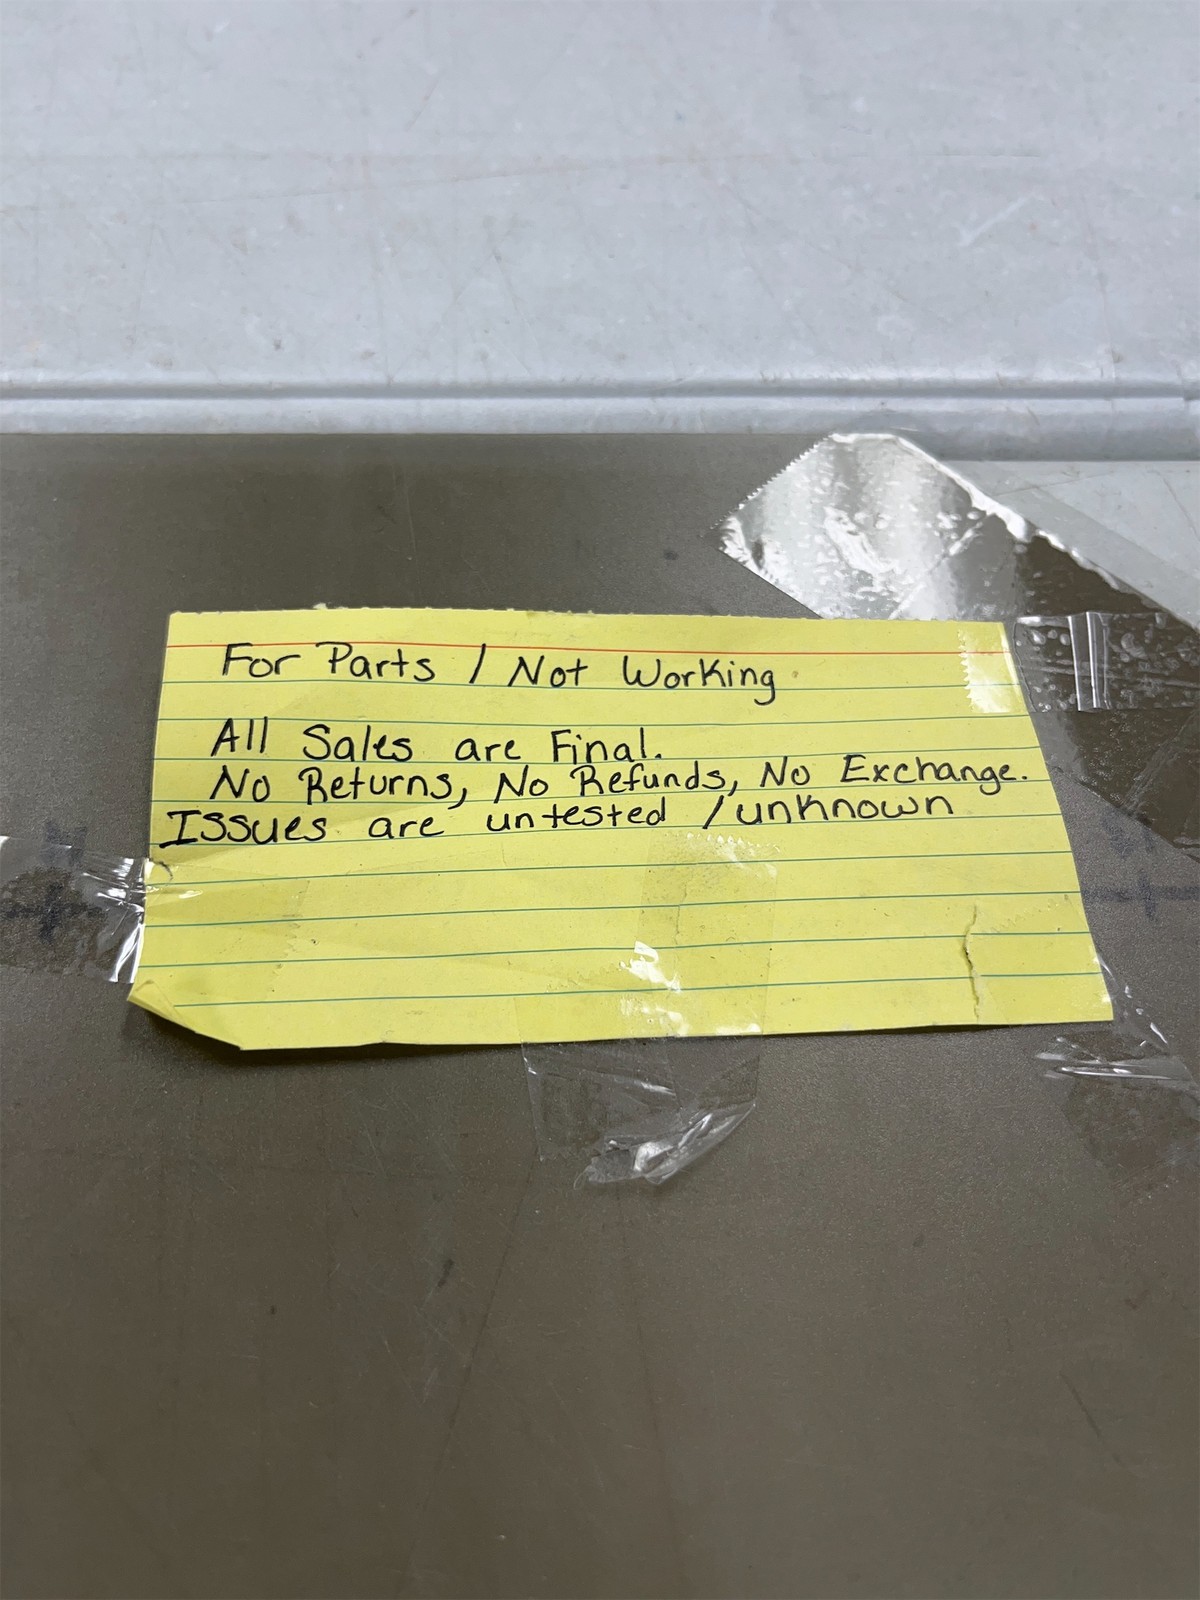 For Parts / Not Working
All Sales are Final.
No Returns, No Refunds, No Exchange.
Issues are untested / unknown